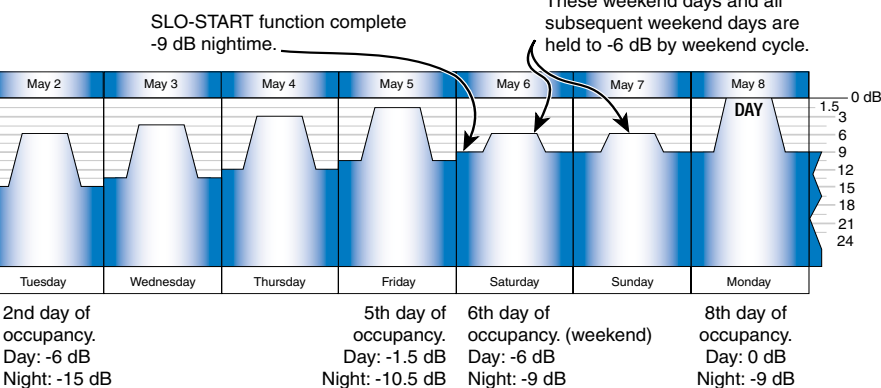 These weekend days and all
subsequent weekend days are
held to -6 dB by weekend cycle.
SLO-START function complete
-9 dB nightime.
May 2
May 3
May 4
May 5
May 6
May 7
May 8
0 dB
DAY
1.5
3
6
9
12
15
18
21
24
Tuesday
Wednesday
Thursday
Friday
Saturday
Sunday
Monday
2nd day of
occupancy.
Day: -6 dB
Night: -15 dB
5th day of
occupancy.
Day: -1.5 dB
Night: -10.5 dB
6th day of
occupancy. (weekend)
Day: -6 dB
Night: -9 dB
8th day of
occupancy.
Day: 0 dB
Night: -9 dB